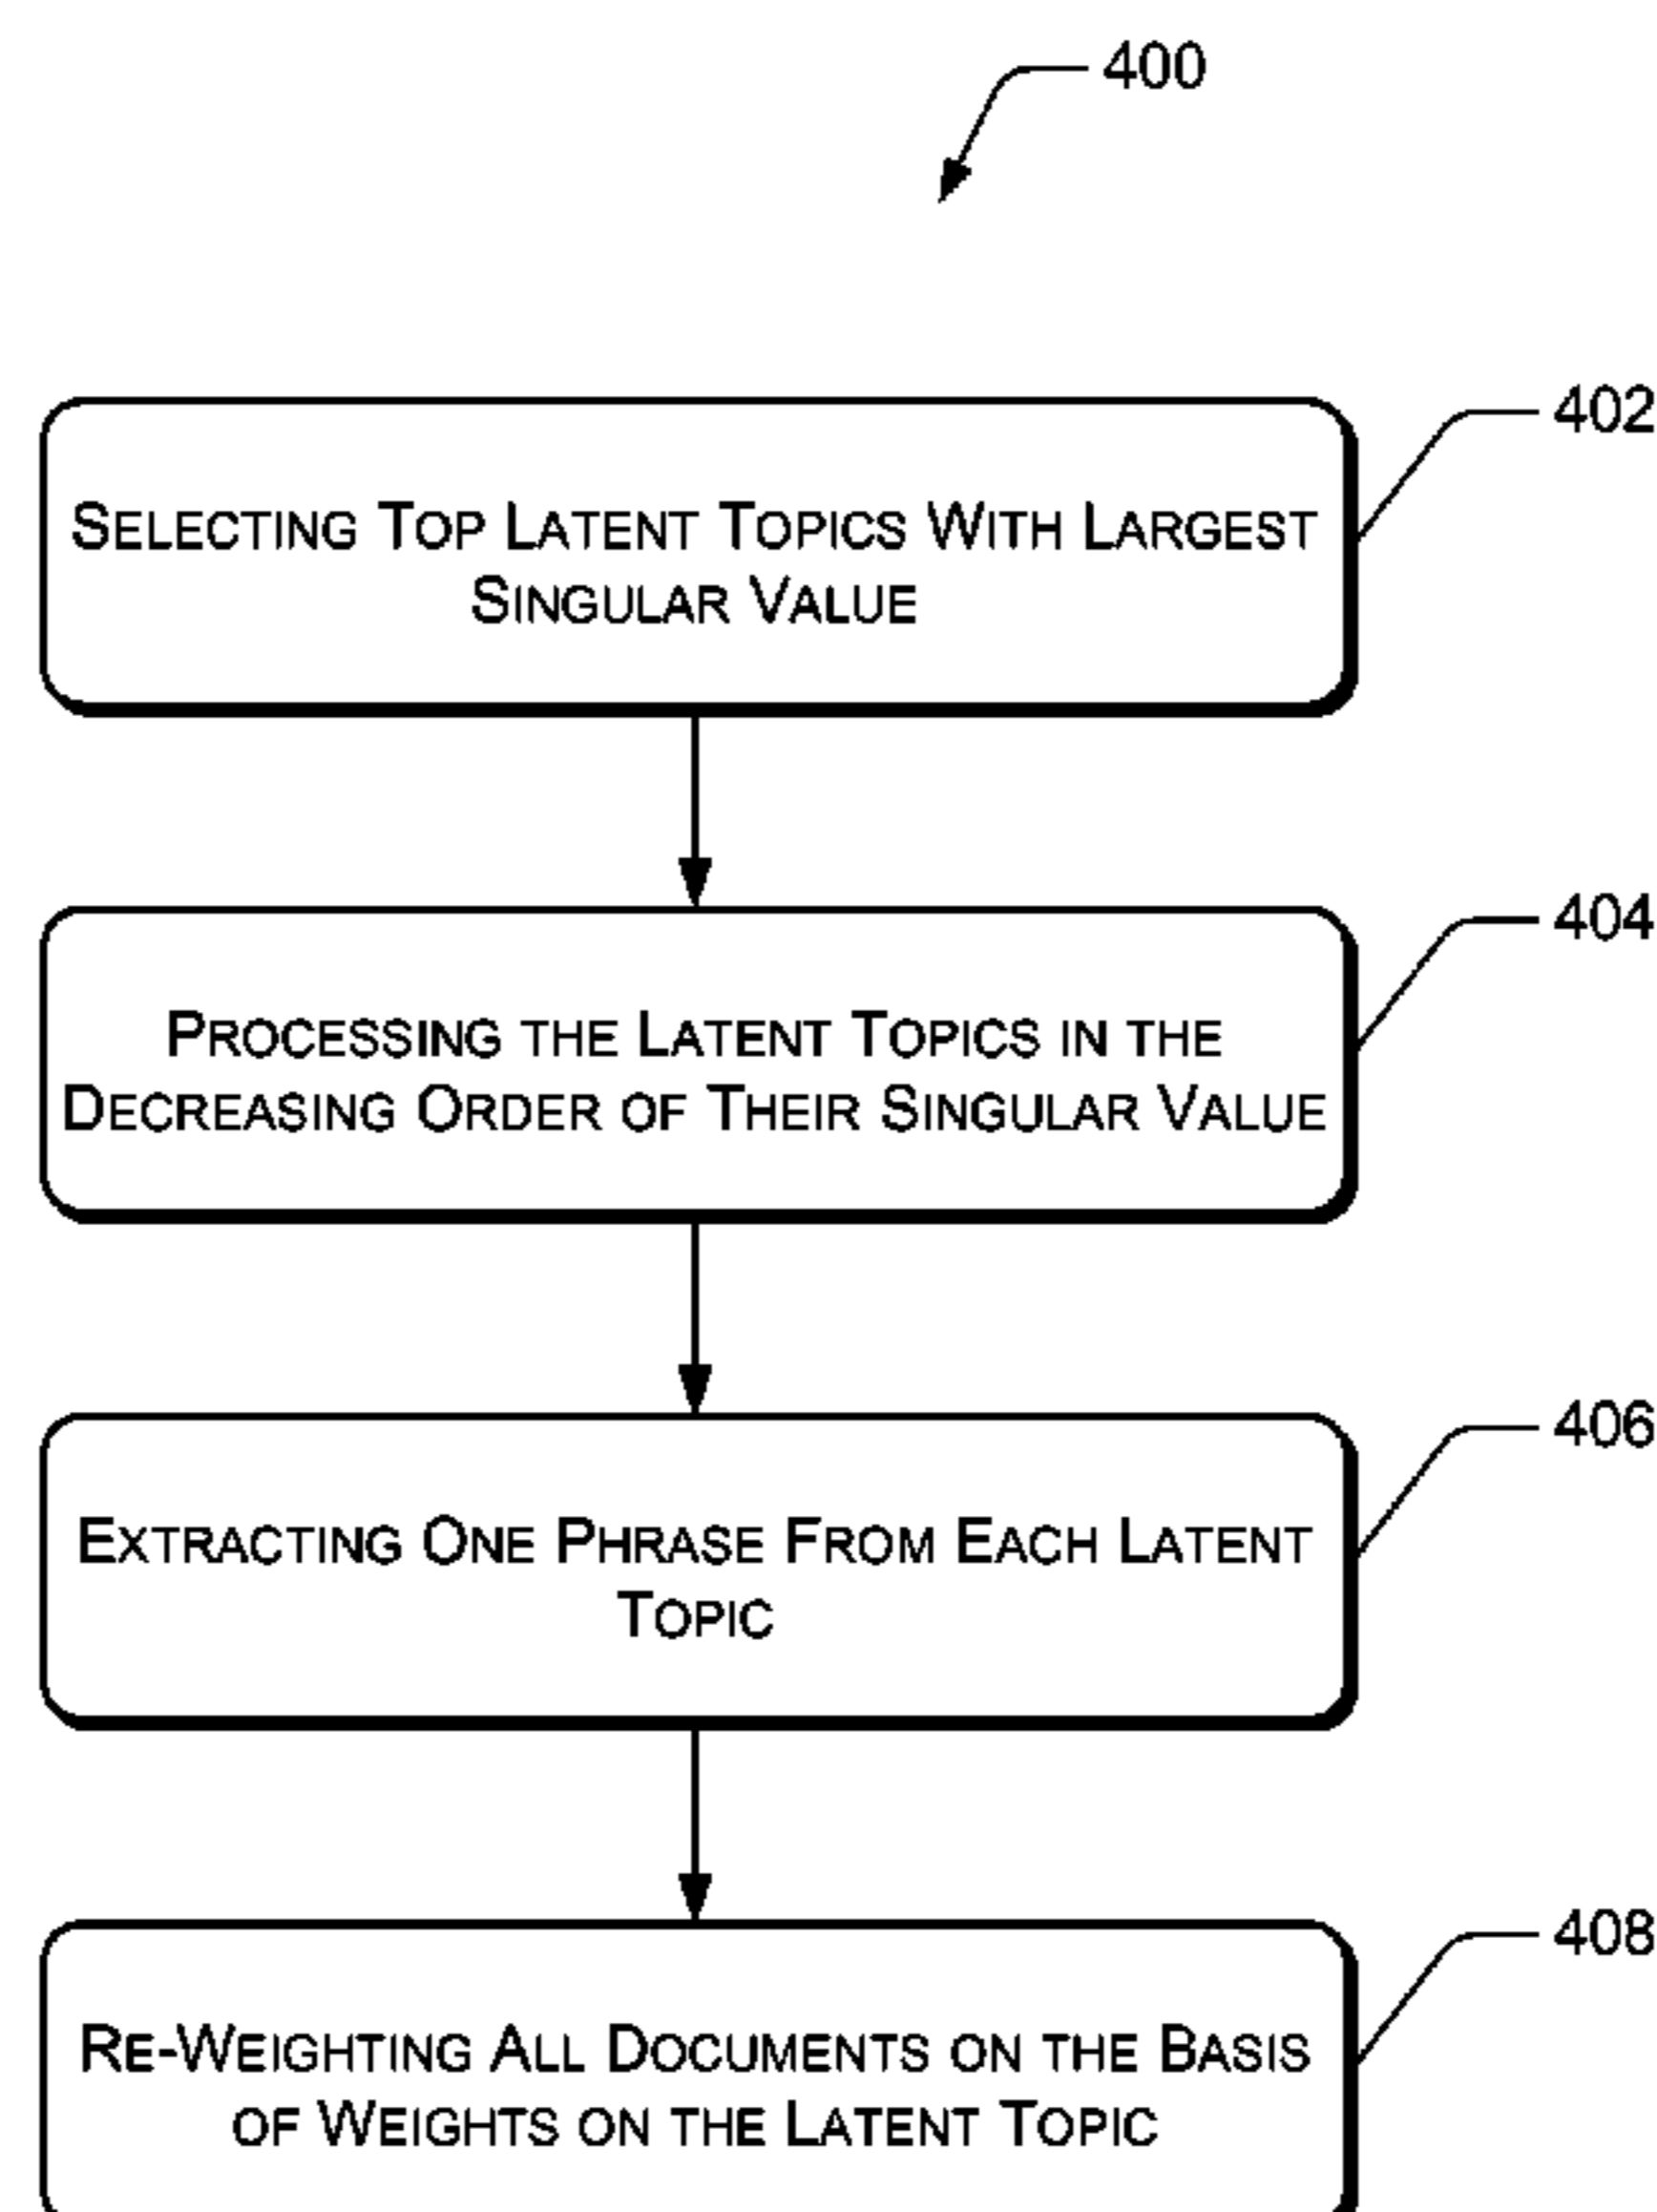 400
402
Selecting Top Latent Topics With Largest
Singular Value
404
Processing the Latent Topics in the
Decreasing Order of Their Singular Value
406
Extracting One Phrase From Each Latent
Topic
408
Re-Weighting All Documents on the Basis
of Weights on the Latent Topic